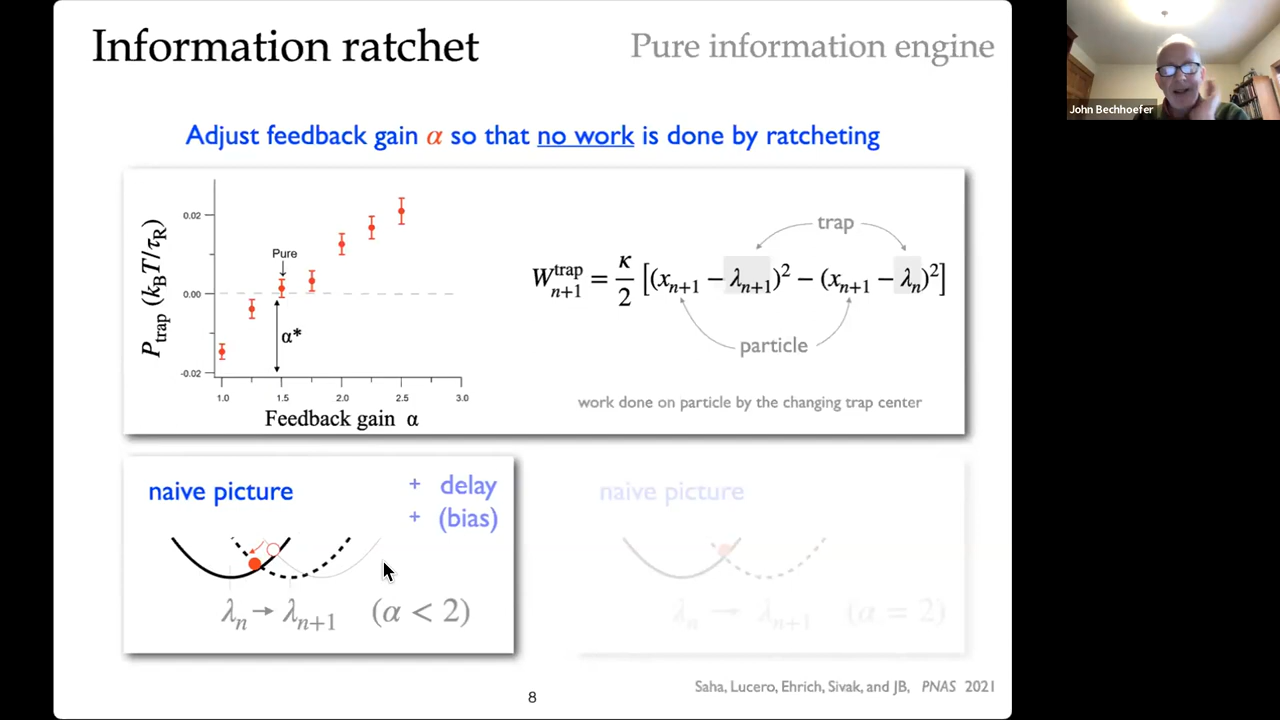 Information ratchet
Pure information engine
John Bechhoefer
Adjust feedback gain α so that no work is done by ratcheting
P_trap (k_BT/τ_R)
0.02
0.00
-0.02
Pure
α*
1.0 1.5 2.0 2.5 3.0
Feedback gain α
trap
W^trap_{n+1} = κ/2 [(x_{n+1} − λ_{n+1})² − (x_{n+1} − λ_n)²]
particle
work done on particle by the changing trap center
naive picture
+ delay
+ (bias)
λ_n → λ_{n+1} (α < 2)
naive picture
λ_n → λ_{n+1} (α = 2)
Saha, Lucero, Ehrich, Sivak, and JB, PNAS 2021
8